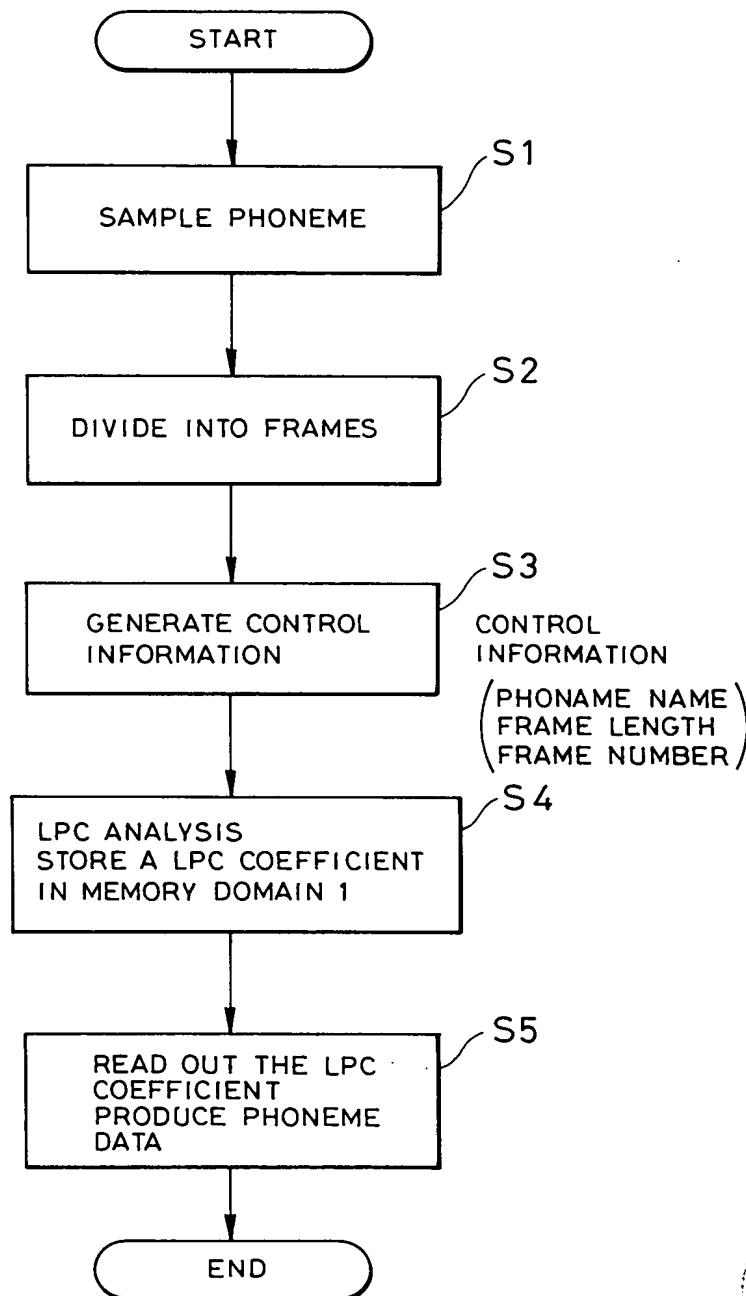 START
S1
SAMPLE PHONEME
S2
DIVIDE INTO FRAMES
S3
GENERATE CONTROL
INFORMATION
CONTROL
INFORMATION
(PHONAME NAME
FRAME LENGTH
FRAME NUMBER)
S4
LPC ANALYSIS
STORE A LPC COEFFICIENT
IN MEMORY DOMAIN 1
S5
READ OUT THE LPC
COEFFICIENT
PRODUCE PHONEME
DATA
END